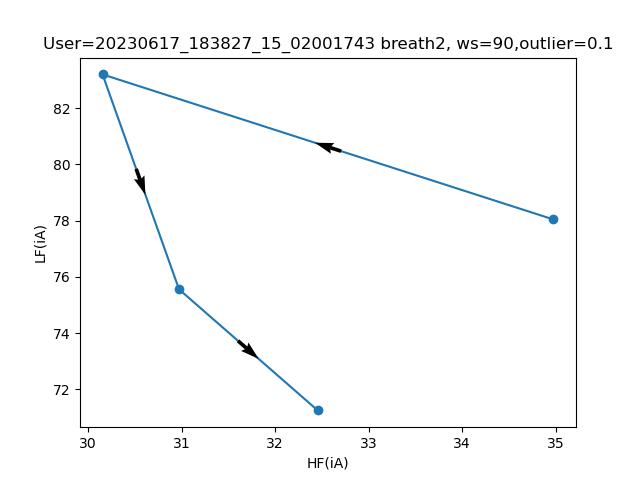 User=20230617_183827_15_02001743 breath2, ws=90,outlier=0.1
82
80
78
76
74
72
LF(iA)
30 31 32 33 34 35
HF(iA)